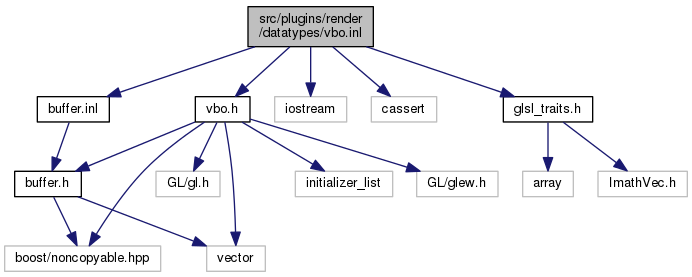 src/plugins/render
/datatypes/vbo.inl
buffer.inl
vbo.h
iostream
cassert
glsl_traits.h
buffer.h
GL/gl.h
initializer_list
GL/glew.h
array
ImathVec.h
boost/noncopyable.hpp
vector